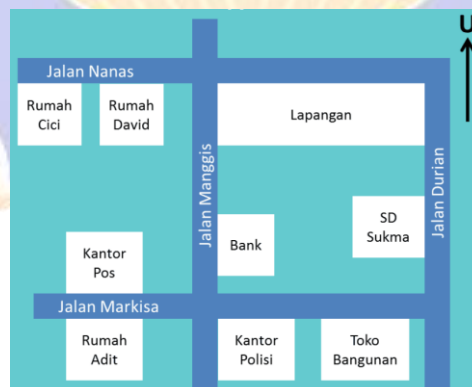 U
Jalan Nanas
Rumah
Cici
Rumah
David
Lapangan
Jalan Manggis
Jalan Durian
SD
Sukma
Bank
Kantor
Pos
Jalan Markisa
Rumah
Adit
Kantor
Polisi
Toko
Bangunan